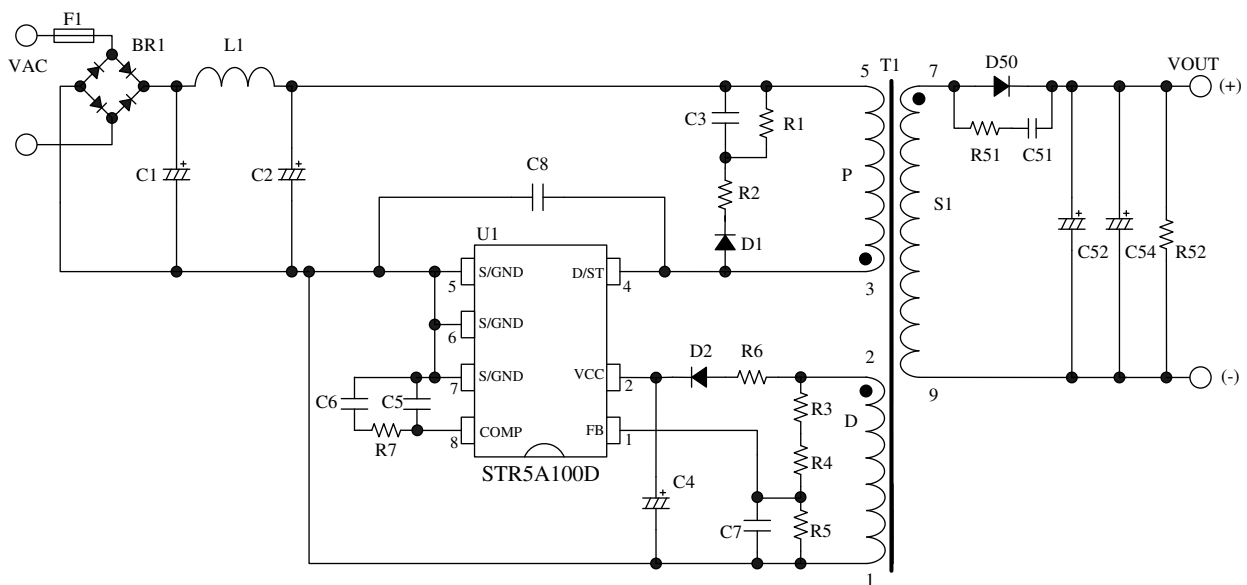 F1
BR1
L1
VAC
C1
C2
C3
R1
R2
D1
C8
P
5
T1
7
D50
VOUT
(+)
R51
C51
S1
C52
C54
R52
3
U1
S/GND
D/ST
5
4
S/GND
6
S/GND
VCC
7
2
COMP
FB
8
1
STR5A100D
C6
C5
R7
D2
R6
2
9
(-)
R3
D
R4
C4
C7
R5
1